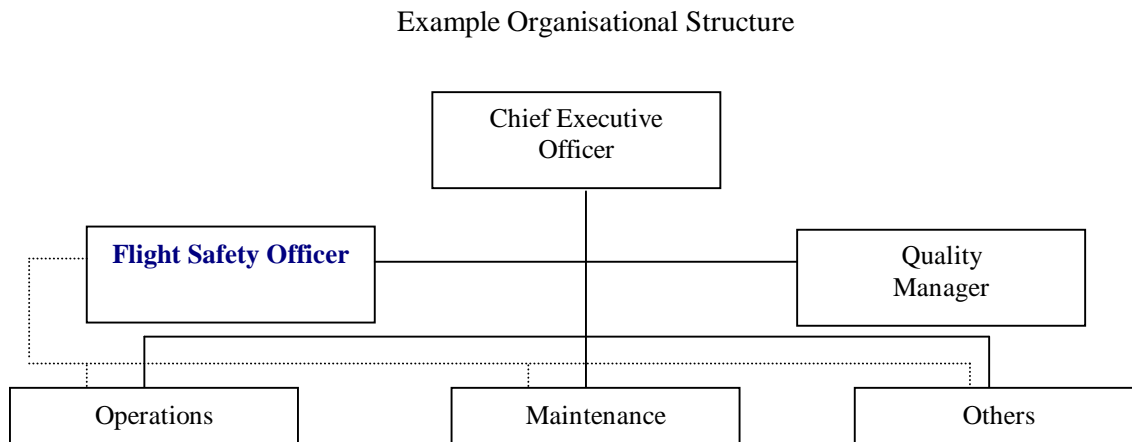 Example Organisational Structure
Chief Executive
Officer
Flight Safety Officer
Quality
Manager
Operations
Maintenance
Others